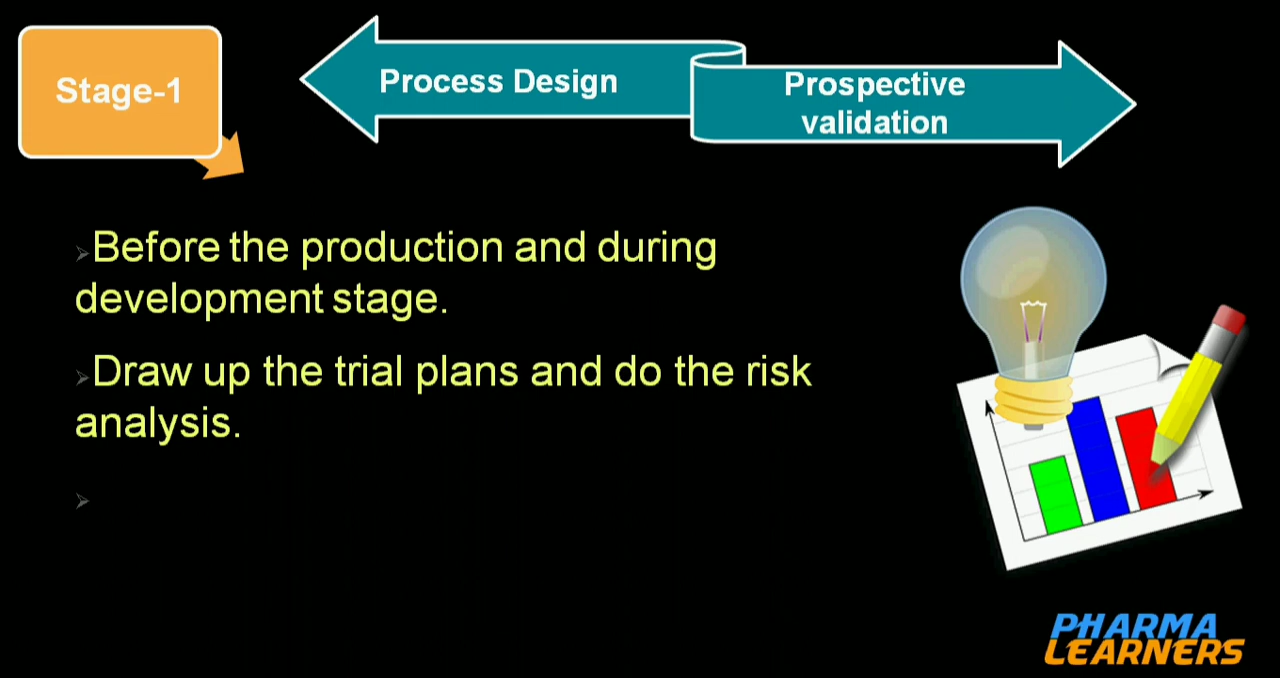 Stage-1
Process Design
Prospective
validation
➢Before the production and during
development stage.
➢Draw up the trial plans and do the risk
analysis.
➢
PHARMA
LEARNERS